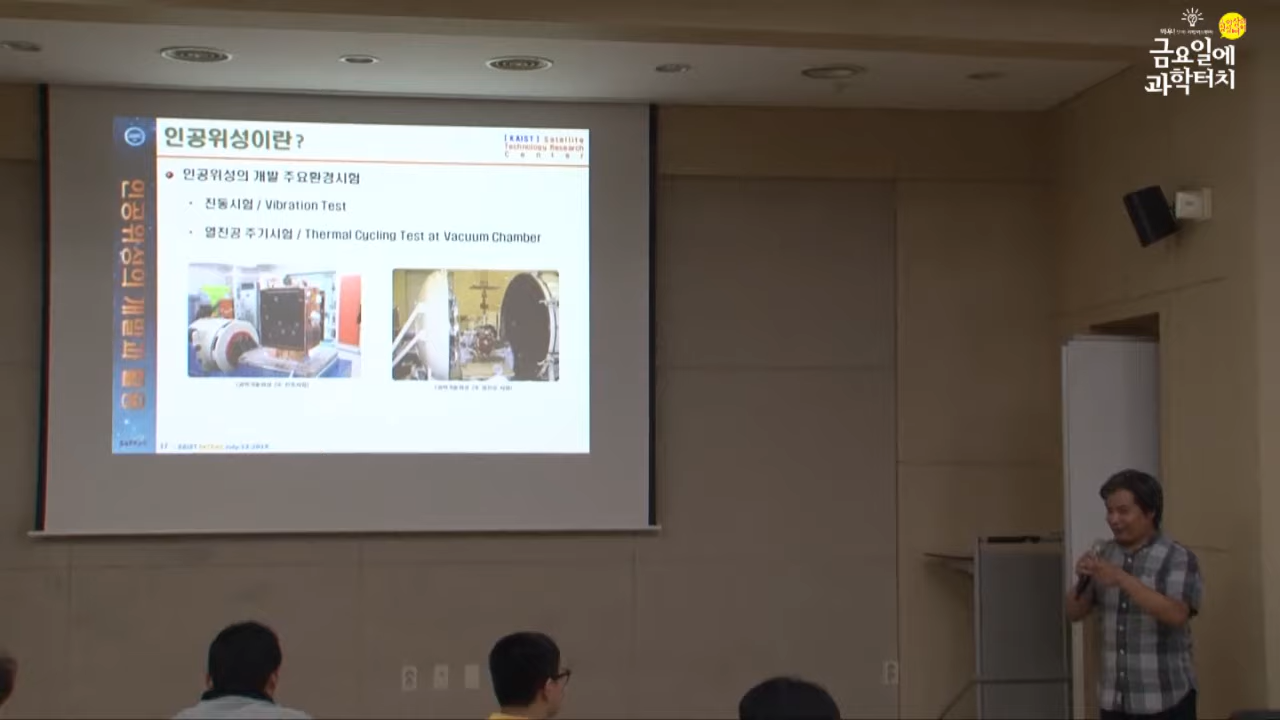 금요일에
과학터치
인공위성이란?
[ KAIST ] Satellite
Technology Research
C e n t e r
인공위성의 개발과 활용
인공위성의 개발 주요환경시험
· 진동시험 / Vibration Test
· 열진공 주기시험 / Thermal Cycling Test at Vacuum Chamber
17
KAIST